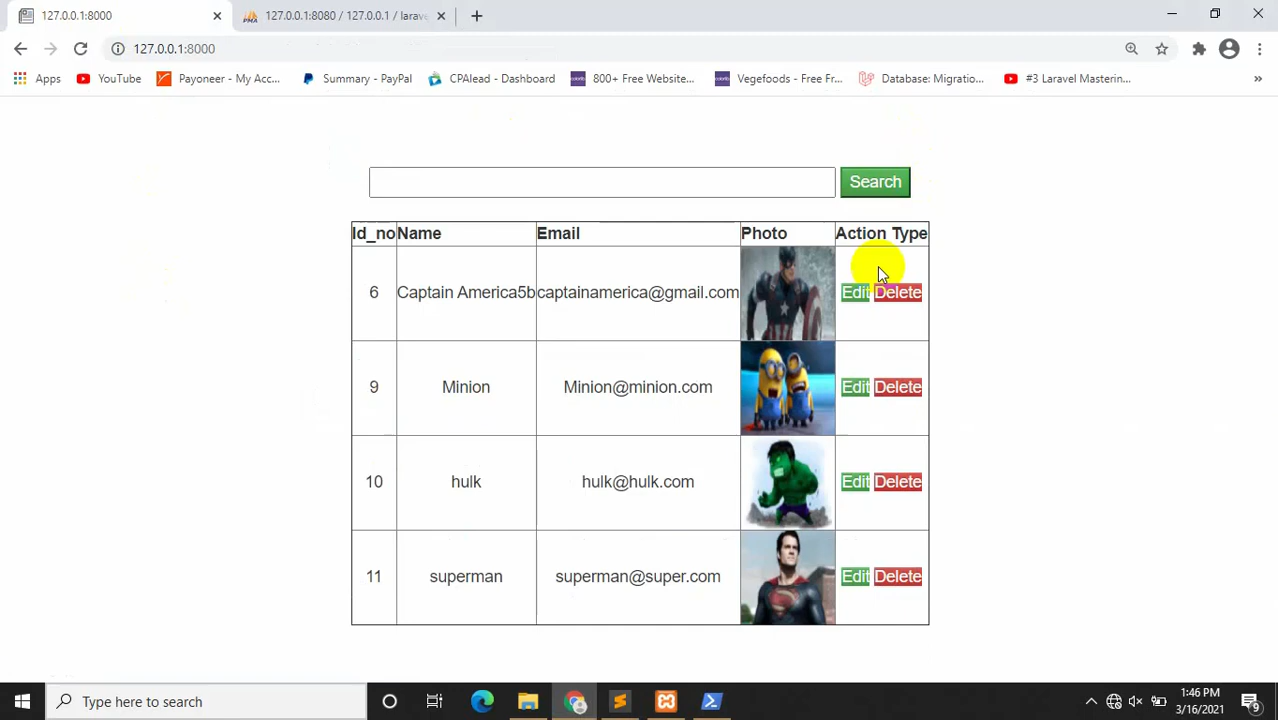 127.0.0.1:8000
127.0.0.1:8080 / 127.0.0.1 / larav
127.0.0.1:8000
Apps YouTube Payoneer - My Acc... Summary - PayPal CPAlead - Dashboard 800+ Free Website... Vegefoods - Free Fr... Database: Migratio... #3 Laravel Masterin... »
Search
Id_no Name Email Photo Action Type
6 Captain America5b captainamerica@gmail.com Edit Delete
9 Minion Minion@minion.com Edit Delete
10 hulk hulk@hulk.com Edit Delete
11 superman superman@super.com Edit Delete
Type here to search
1:46 PM
3/16/2021
9